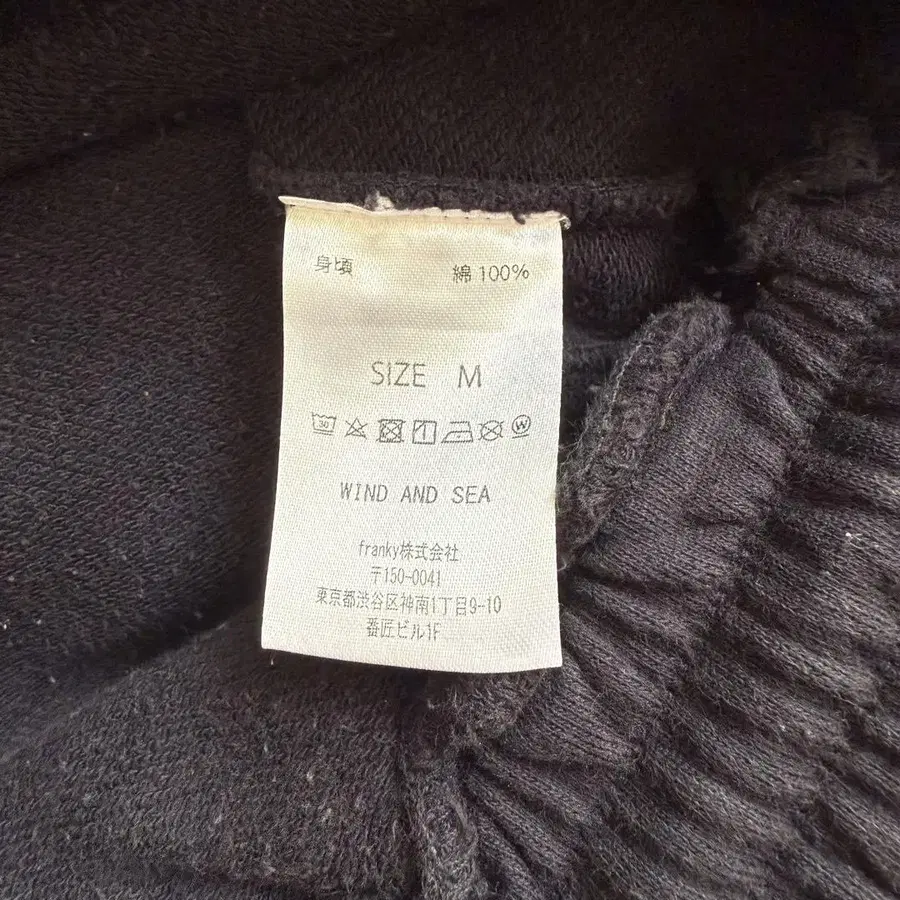 身頃 綿 100%
SIZE M
30 W
WIND AND SEA
franky株式会社
〒150-0041
東京都渋谷区神南1丁目9-10
番匠ビル1F